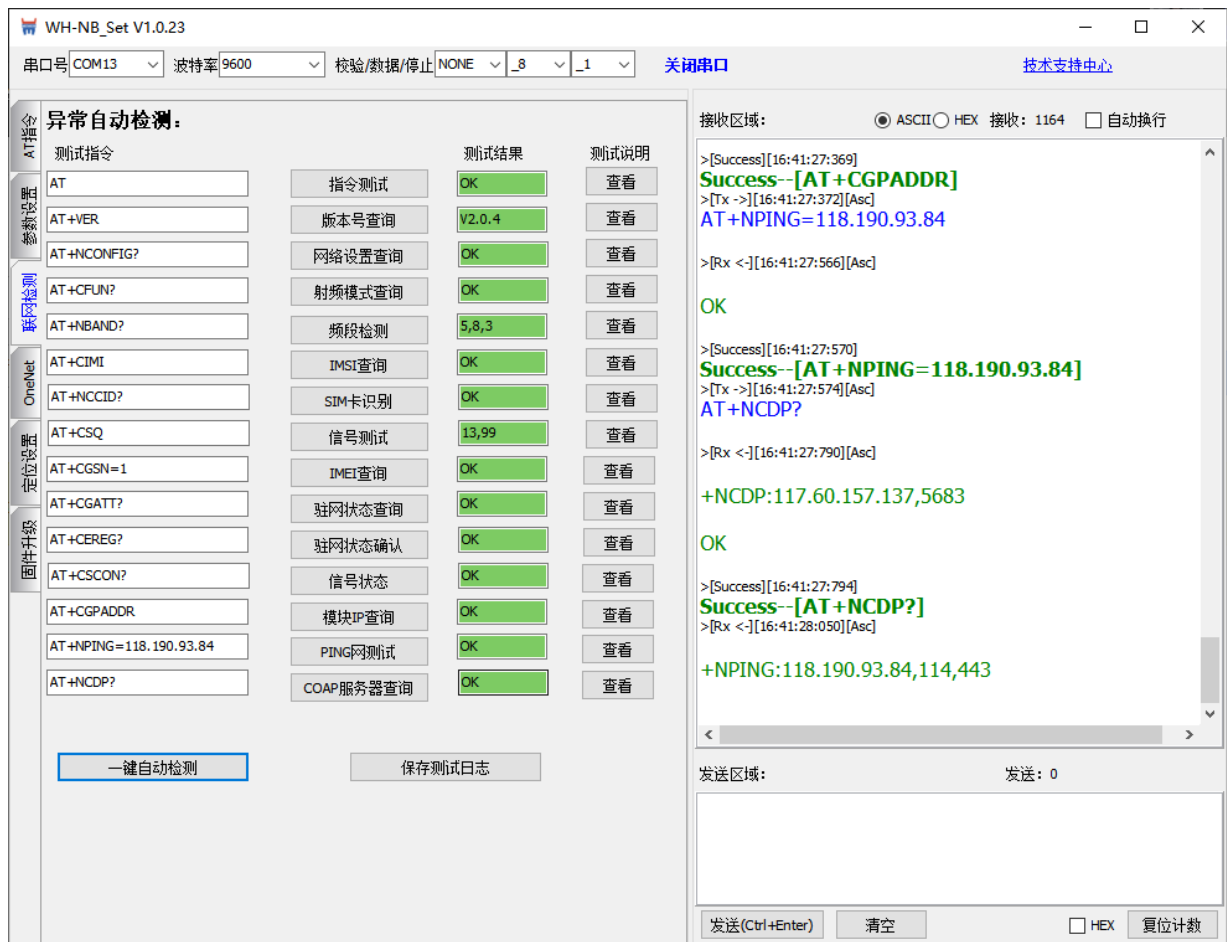 WH-NB_Set V1.0.23
串口号 COM13 波特率 9600 校验/数据/停止 NONE _8 _1 关闭串口 技术支持中心
AT指令
参数设置
联网检测
OneNet
定位设置
固件升级
异常自动检测：
测试指令 测试结果 测试说明
AT 指令测试 OK 查看
AT+VER 版本号查询 V2.0.4 查看
AT+NCONFIG? 网络设置查询 OK 查看
AT+CFUN? 射频模式查询 OK 查看
AT+NBAND? 频段检测 5,8,3 查看
AT+CIMI IMSI查询 OK 查看
AT+NCCID? SIM卡识别 OK 查看
AT+CSQ 信号测试 13,99 查看
AT+CGSN=1 IMEI查询 OK 查看
AT+CGATT? 驻网状态查询 OK 查看
AT+CEREG? 驻网状态确认 OK 查看
AT+CSCON? 信号状态 OK 查看
AT+CGPADDR 模块IP查询 OK 查看
AT+NPING=118.190.93.84 PING网测试 OK 查看
AT+NCDP? COAP服务器查询 OK 查看
一键自动检测 保存测试日志
接收区域： ASCII HEX 接收：1164 自动换行
>[Success][16:41:27:369]
Success--[AT+CGPADDR]
>[Tx ->][16:41:27:372][Asc]
AT+NPING=118.190.93.84
>[Rx <-][16:41:27:566][Asc]
OK
>[Success][16:41:27:570]
Success--[AT+NPING=118.190.93.84]
>[Tx ->][16:41:27:574][Asc]
AT+NCDP?
>[Rx <-][16:41:27:790][Asc]
+NCDP:117.60.157.137,5683
OK
>[Success][16:41:27:794]
Success--[AT+NCDP?]
>[Rx <-][16:41:28:050][Asc]
+NPING:118.190.93.84,114,443
发送区域： 发送：0
发送(Ctrl+Enter) 清空 HEX 复位计数